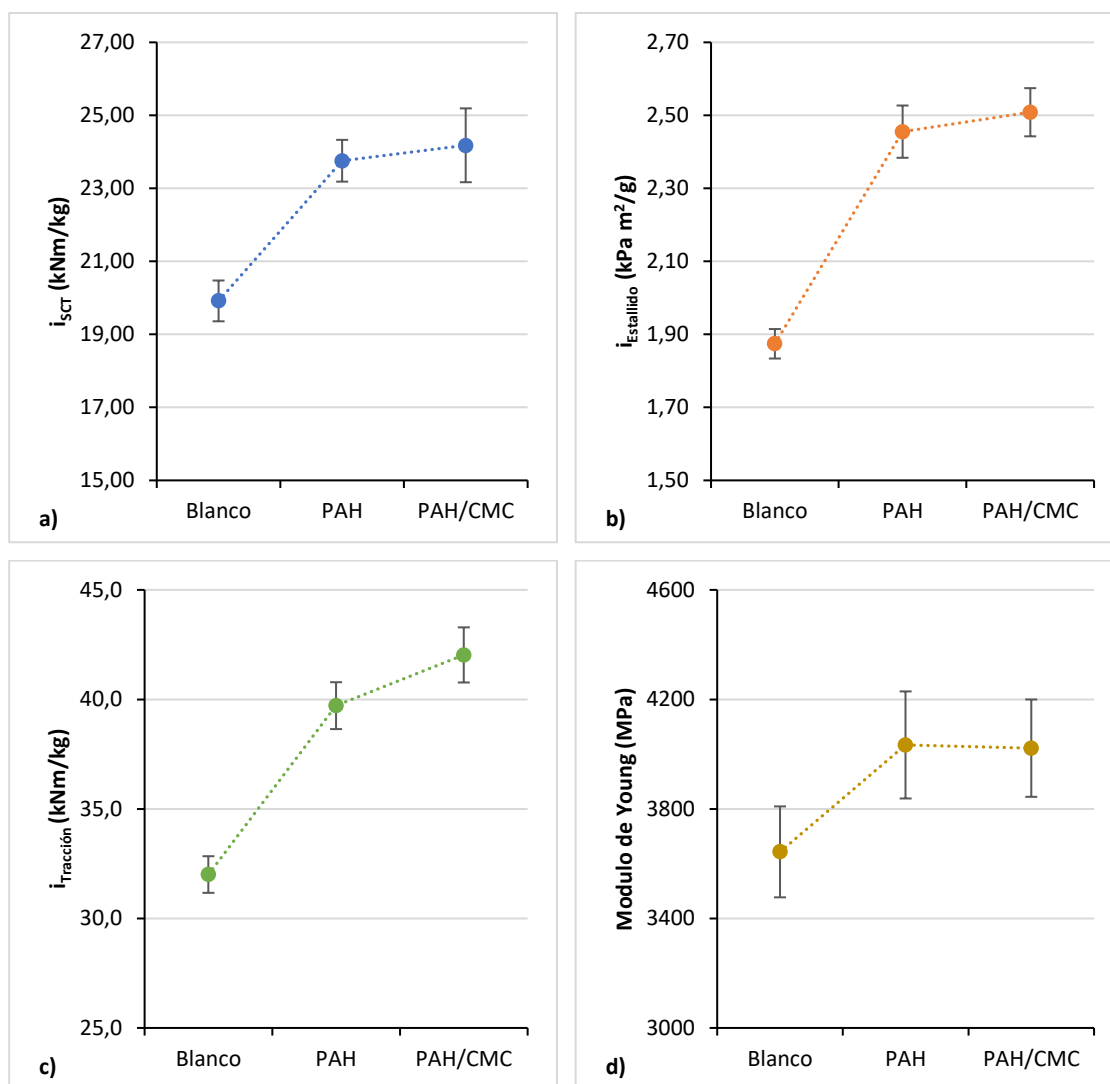 27,00
25,00
23,00
21,00
19,00
17,00
15,00
i_SCT (kNm/kg)
Blanco PAH PAH/CMC
a)
2,70
2,50
2,30
2,10
1,90
1,70
1,50
i_Estallido (kPa m²/g)
Blanco PAH PAH/CMC
b)
45,0
40,0
35,0
30,0
25,0
i_Tracción (kNm/kg)
Blanco PAH PAH/CMC
c)
4600
4200
3800
3400
3000
Modulo de Young (MPa)
Blanco PAH PAH/CMC
d)